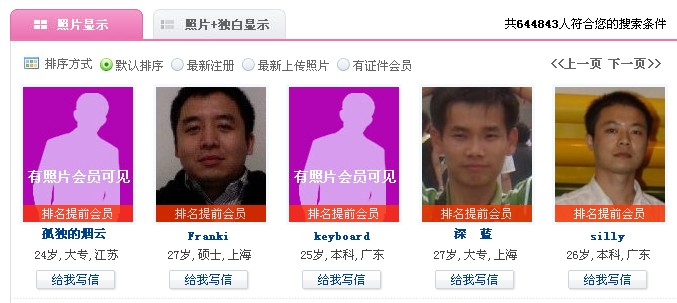 照片显示 照片+独白显示 共644843人符合您的搜索条件
排序方式 默认排序 最新注册 最新上传照片 有证件会员 <<上一页 下一页>>
有照片会员可见 有照片会员可见
排名提前会员 排名提前会员 排名提前会员 排名提前会员 排名提前会员
孤独的烟云 Franki keyboard 深 蓝 silly
24岁, 大专, 江苏 27岁, 硕士, 上海 25岁, 本科, 广东 27岁, 大专, 上海 26岁, 本科, 广东
给我写信 给我写信 给我写信 给我写信 给我写信